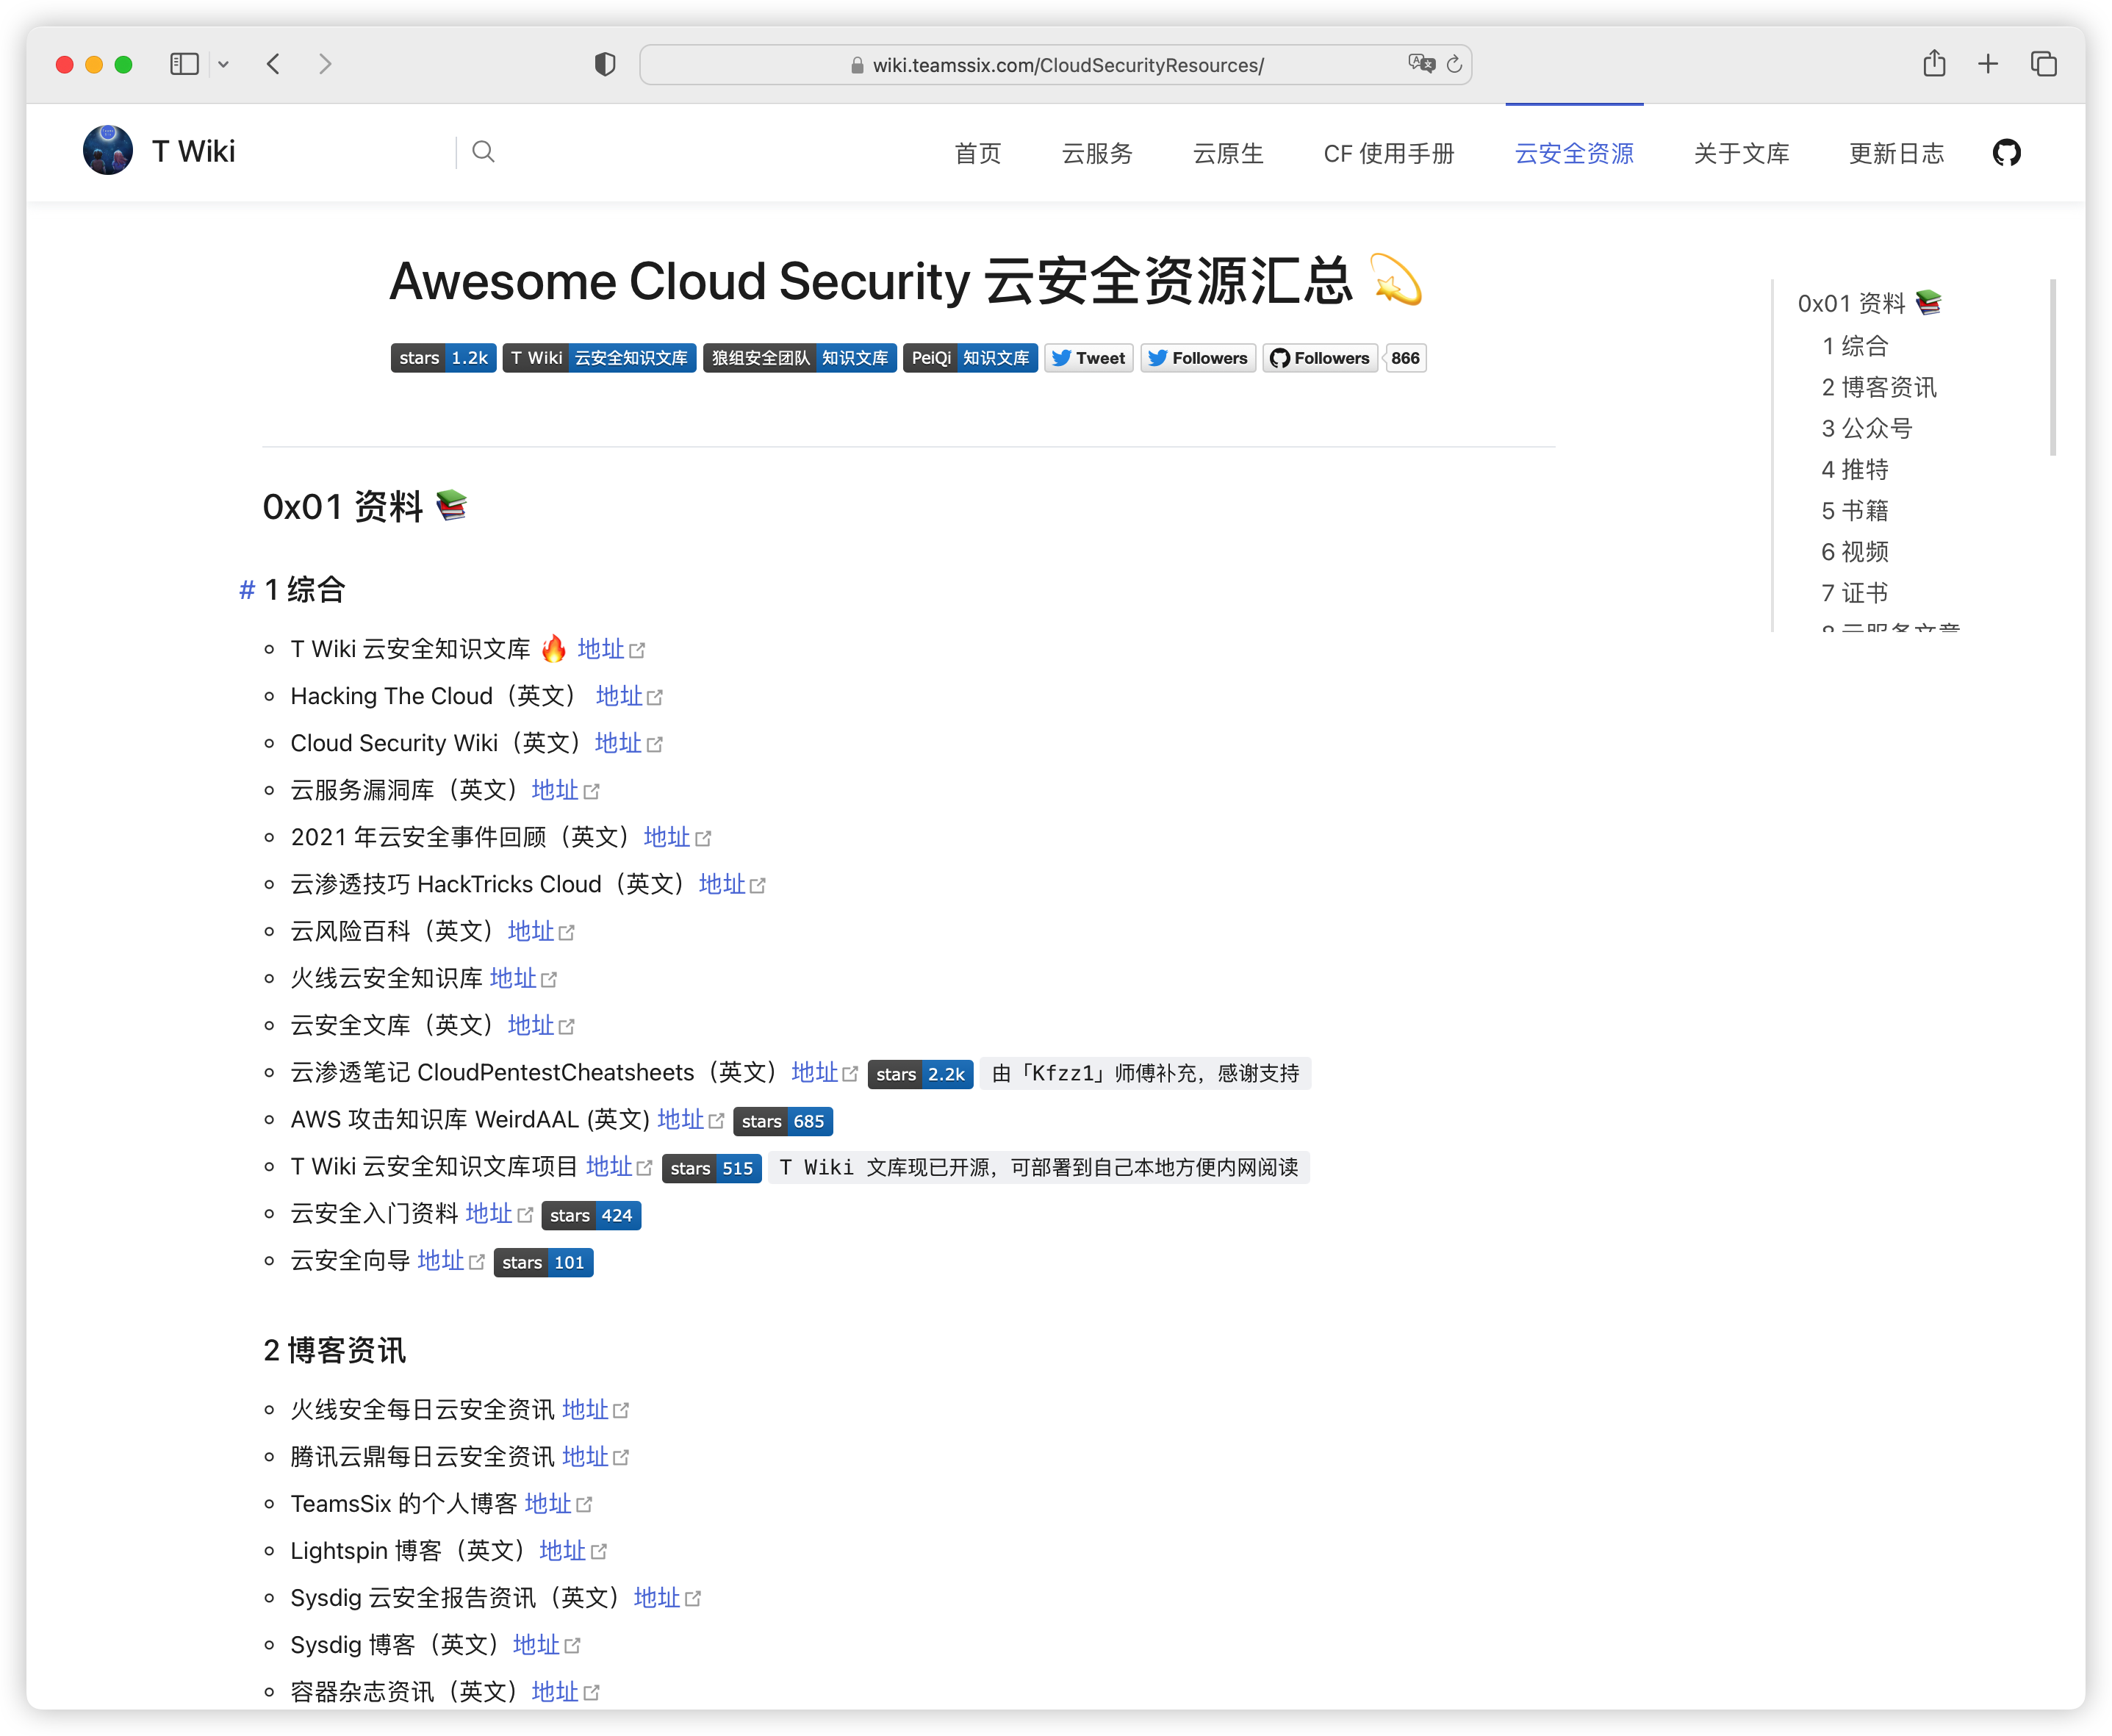 wiki.teamssix.com/CloudSecurityResources/
T Wiki
首页 云服务 云原生 CF 使用手册 云安全资源 关于文库 更新日志
Awesome Cloud Security 云安全资源汇总 💫
stars 1.2k T Wiki 云安全知识文库 狼组安全团队 知识文库 PeiQi 知识文库 Tweet Followers Followers 866
0x01 资料 📚
# 1 综合
T Wiki 云安全知识文库 🔥 地址
Hacking The Cloud（英文） 地址
Cloud Security Wiki（英文）地址
云服务漏洞库（英文）地址
2021 年云安全事件回顾（英文）地址
云渗透技巧 HackTricks Cloud（英文）地址
云风险百科（英文）地址
火线云安全知识库 地址
云安全文库（英文）地址
云渗透笔记 CloudPentestCheatsheets（英文）地址 stars 2.2k 由「Kfzz1」师傅补充，感谢支持
AWS 攻击知识库 WeirdAAL (英文) 地址 stars 685
T Wiki 云安全知识文库项目 地址 stars 515 T Wiki 文库现已开源，可部署到自己本地方便内网阅读
云安全入门资料 地址 stars 424
云安全向导 地址 stars 101
2 博客资讯
火线安全每日云安全资讯 地址
腾讯云鼎每日云安全资讯 地址
TeamsSix 的个人博客 地址
Lightspin 博客（英文）地址
Sysdig 云安全报告资讯（英文）地址
Sysdig 博客（英文）地址
容器杂志资讯（英文）地址
0x01 资料 📚
1 综合
2 博客资讯
3 公众号
4 推特
5 书籍
6 视频
7 证书
8 云服务文章